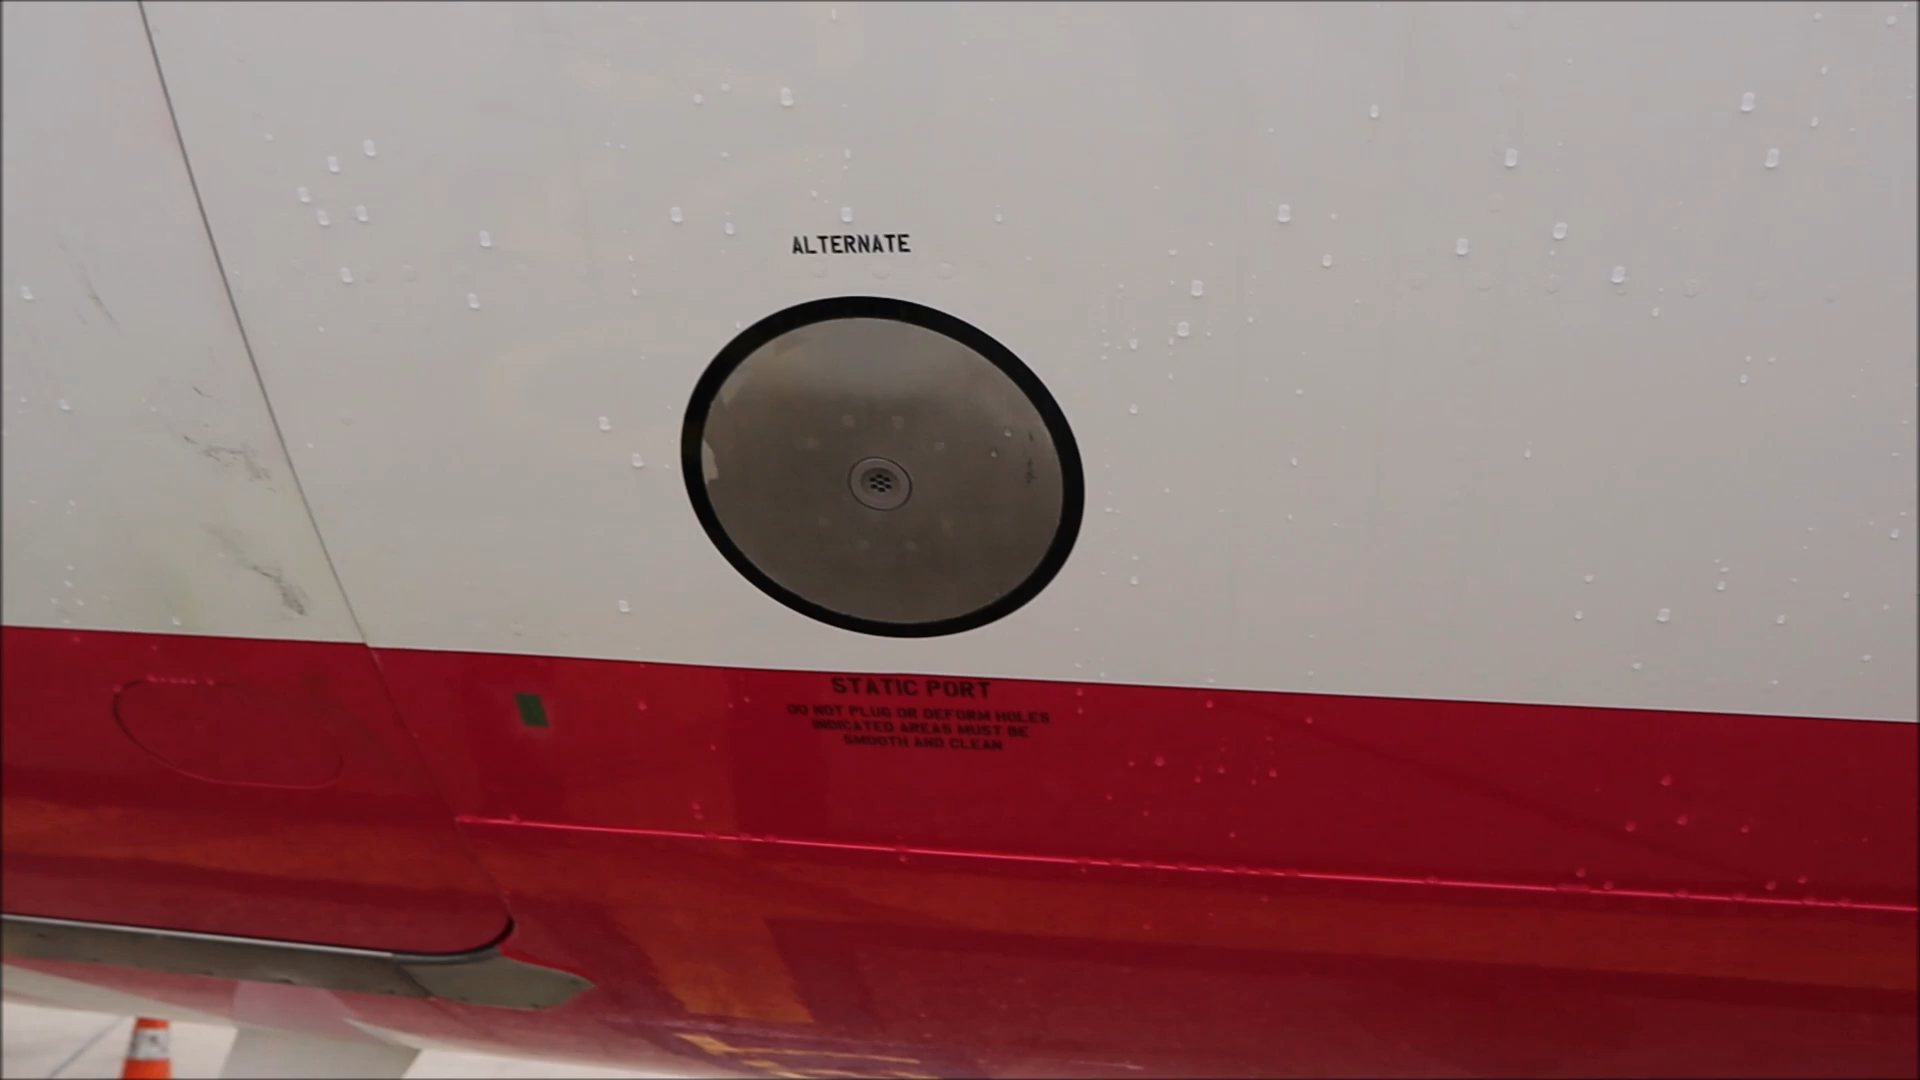 ALTERNATE
STATIC PORT
DO NOT PLUG OR DEFORM HOLES
INDICATED AREAS MUST BE
SMOOTH AND CLEAN